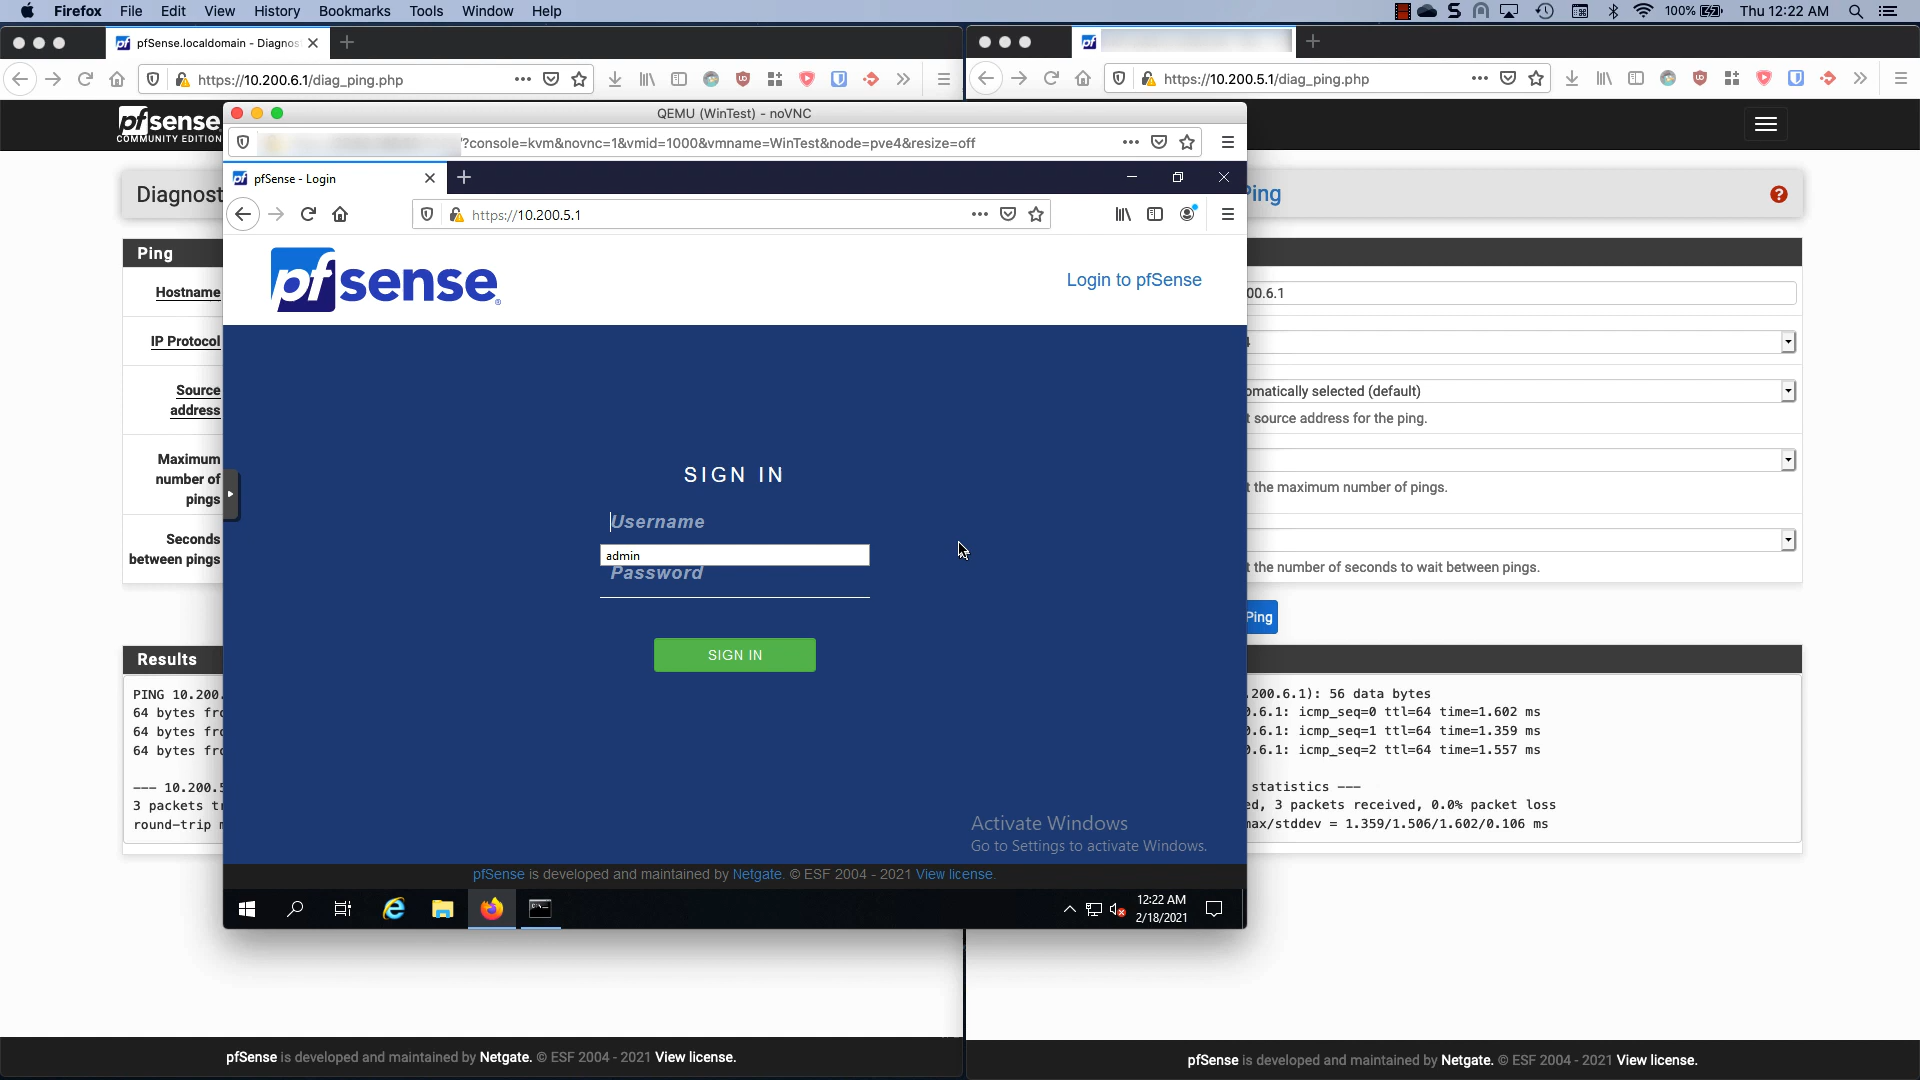 Firefox File Edit View History Bookmarks Tools Window Help
100% Thu 12:22 AM
pfSense.localdomain - Diagnos
https://10.200.6.1/diag_ping.php
https://10.200.5.1/diag_ping.php
pfsense
COMMUNITY EDITION
QEMU (WinTest) - noVNC
?console=kvm&novnc=1&vmid=1000&vmname=WinTest&node=pve4&resize=off
pfSense - Login
https://10.200.5.1
pfsense
Login to pfSense
SIGN IN
Username
admin
Password
SIGN IN
Activate Windows
Go to Settings to activate Windows.
pfSense is developed and maintained by Netgate. © ESF 2004 - 2021 View license.
12:22 AM
2/18/2021
Diagnost
Ping
Hostname
IP Protocol
Source
address
Maximum
number of
pings
Seconds
between pings
Results
PING 10.200.
64 bytes fro
64 bytes fro
64 bytes fro
--- 10.200.5
3 packets tr
round-trip m
pfSense is developed and maintained by Netgate. © ESF 2004 - 2021 View license.
Ping
00.6.1
4
omatically selected (default)
t source address for the ping.
t the maximum number of pings.
t the number of seconds to wait between pings.
Ping
.200.6.1): 56 data bytes
0.6.1: icmp_seq=0 ttl=64 time=1.602 ms
0.6.1: icmp_seq=1 ttl=64 time=1.359 ms
0.6.1: icmp_seq=2 ttl=64 time=1.557 ms
statistics ---
ed, 3 packets received, 0.0% packet loss
max/stddev = 1.359/1.506/1.602/0.106 ms
pfSense is developed and maintained by Netgate. © ESF 2004 - 2021 View license.